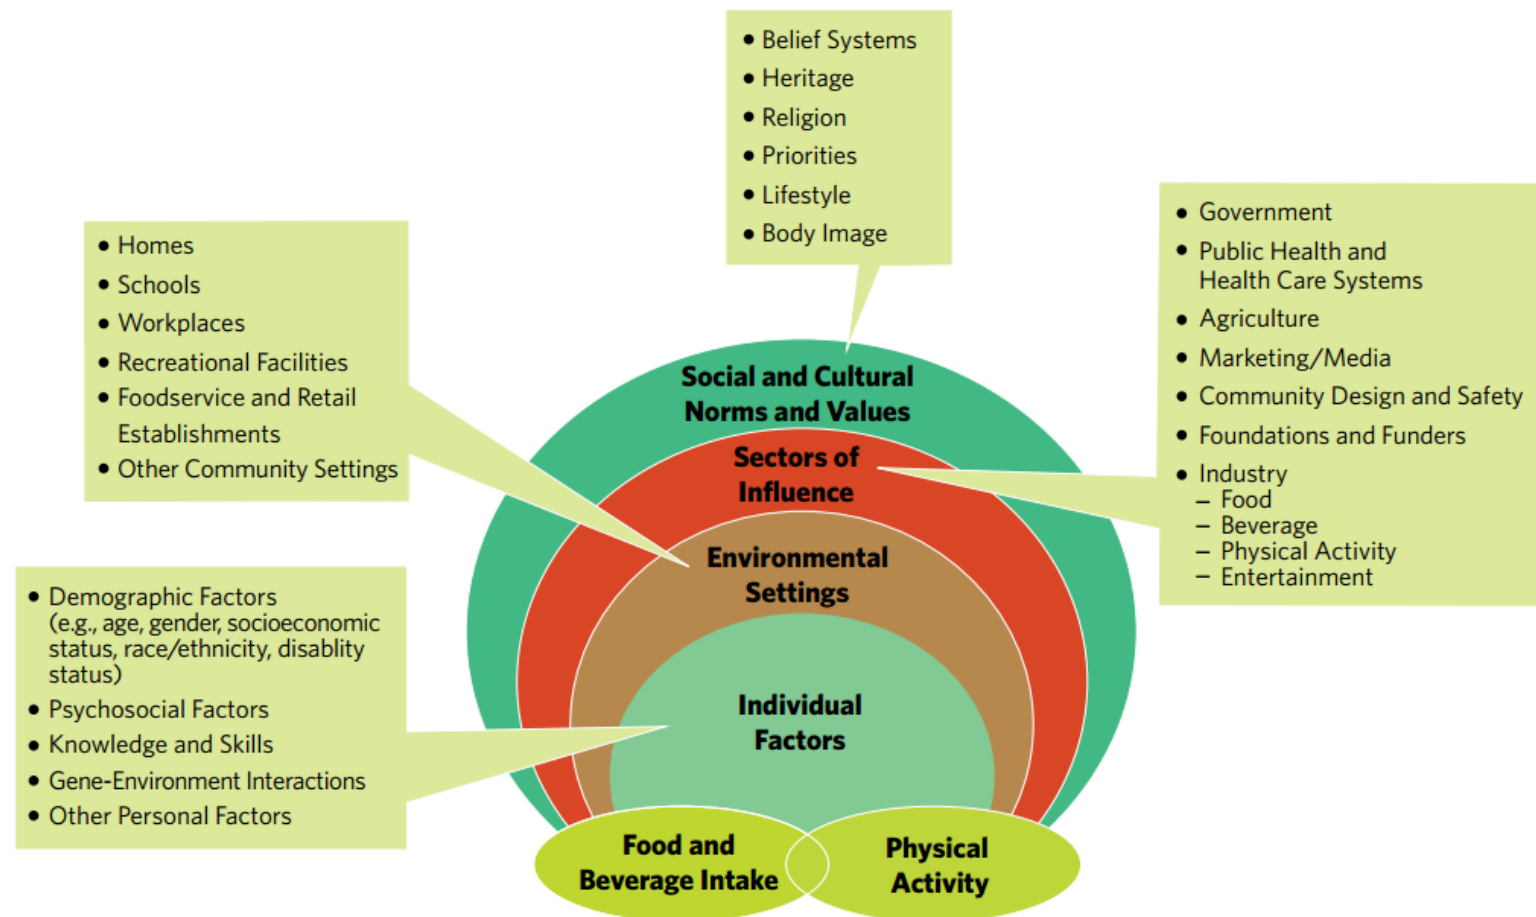 • Belief Systems
• Heritage
• Religion
• Priorities
• Lifestyle
• Body Image
• Homes
• Schools
• Workplaces
• Recreational Facilities
• Foodservice and Retail
Establishments
• Other Community Settings
• Government
• Public Health and
Health Care Systems
• Agriculture
• Marketing/Media
• Community Design and Safety
• Foundations and Funders
• Industry
– Food
– Beverage
– Physical Activity
– Entertainment
• Demographic Factors
(e.g., age, gender, socioeconomic
status, race/ethnicity, disablity
status)
• Psychosocial Factors
• Knowledge and Skills
• Gene-Environment Interactions
• Other Personal Factors
Social and Cultural
Norms and Values
Sectors of
Influence
Environmental
Settings
Individual
Factors
Food and
Beverage Intake
Physical
Activity